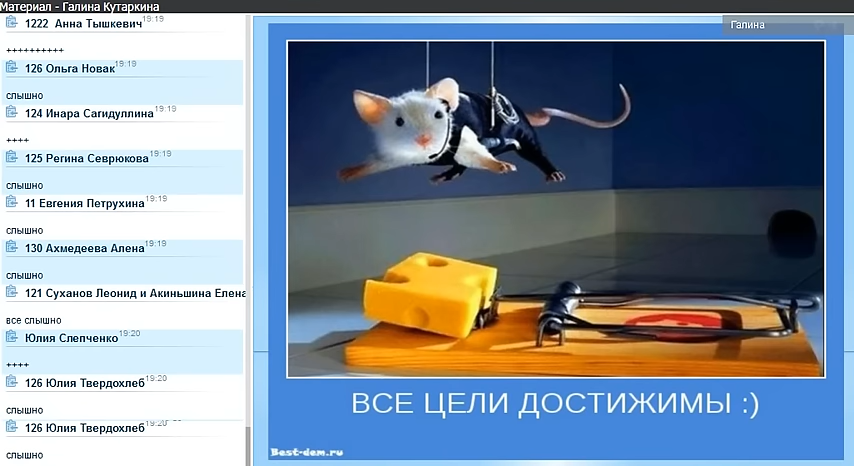 Материал - Галина Кутаркина
1222 Анна Тышкевич 19:19
++++++++++
126 Ольга Новак 19:19
слышно
124 Инара Сагидуллина 19:19
++++
125 Регина Севрюкова 19:19
слышно
11 Евгения Петрухина 19:19
слышно
130 Ахмедеева Алена 19:19
слышно
121 Суханов Леонид и Акиньшина Елена
все слышно
Юлия Слепченко 19:20
++++
126 Юлия Твердохлеб 19:20
слышно
126 Юлия Твердохлеб 19:20
слышно
Галина
ВСЕ ЦЕЛИ ДОСТИЖИМЫ :)
Best-dem.ru